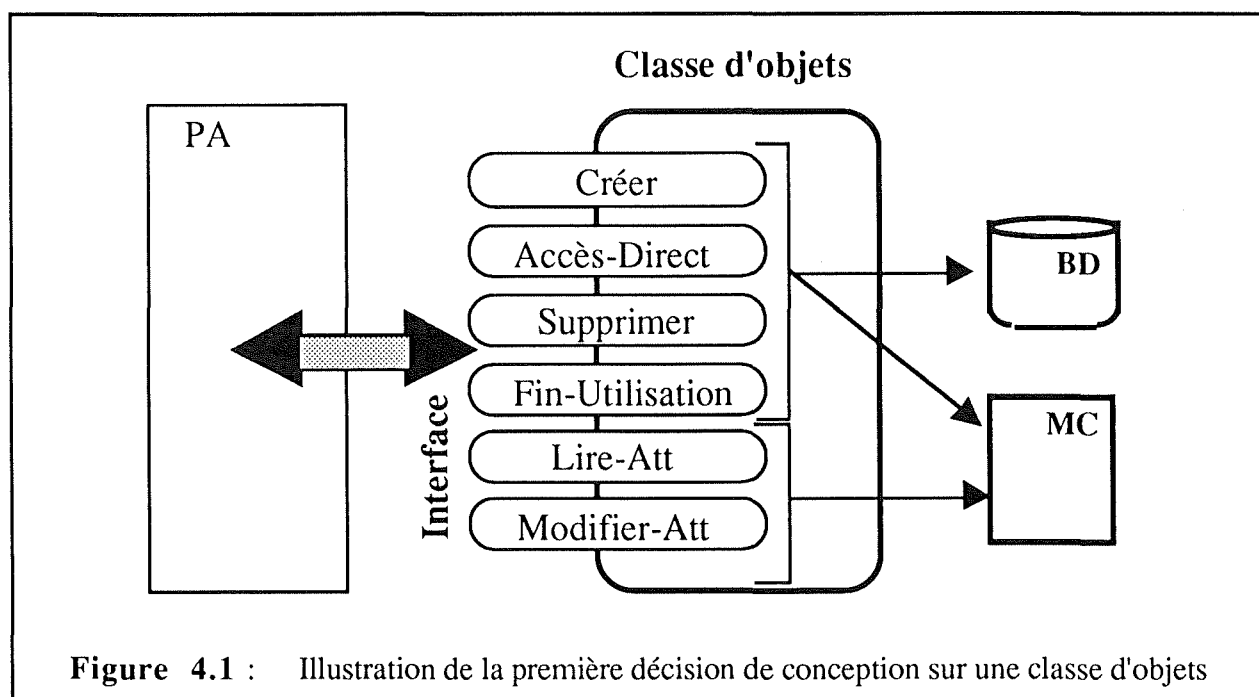 Classe d'objets
PA
Créer
Accès-Direct
Supprimer
Fin-Utilisation
Lire-Att
Modifier-Att
Interface
BD
MC
Figure 4.1 : Illustration de la première décision de conception sur une classe d'objets